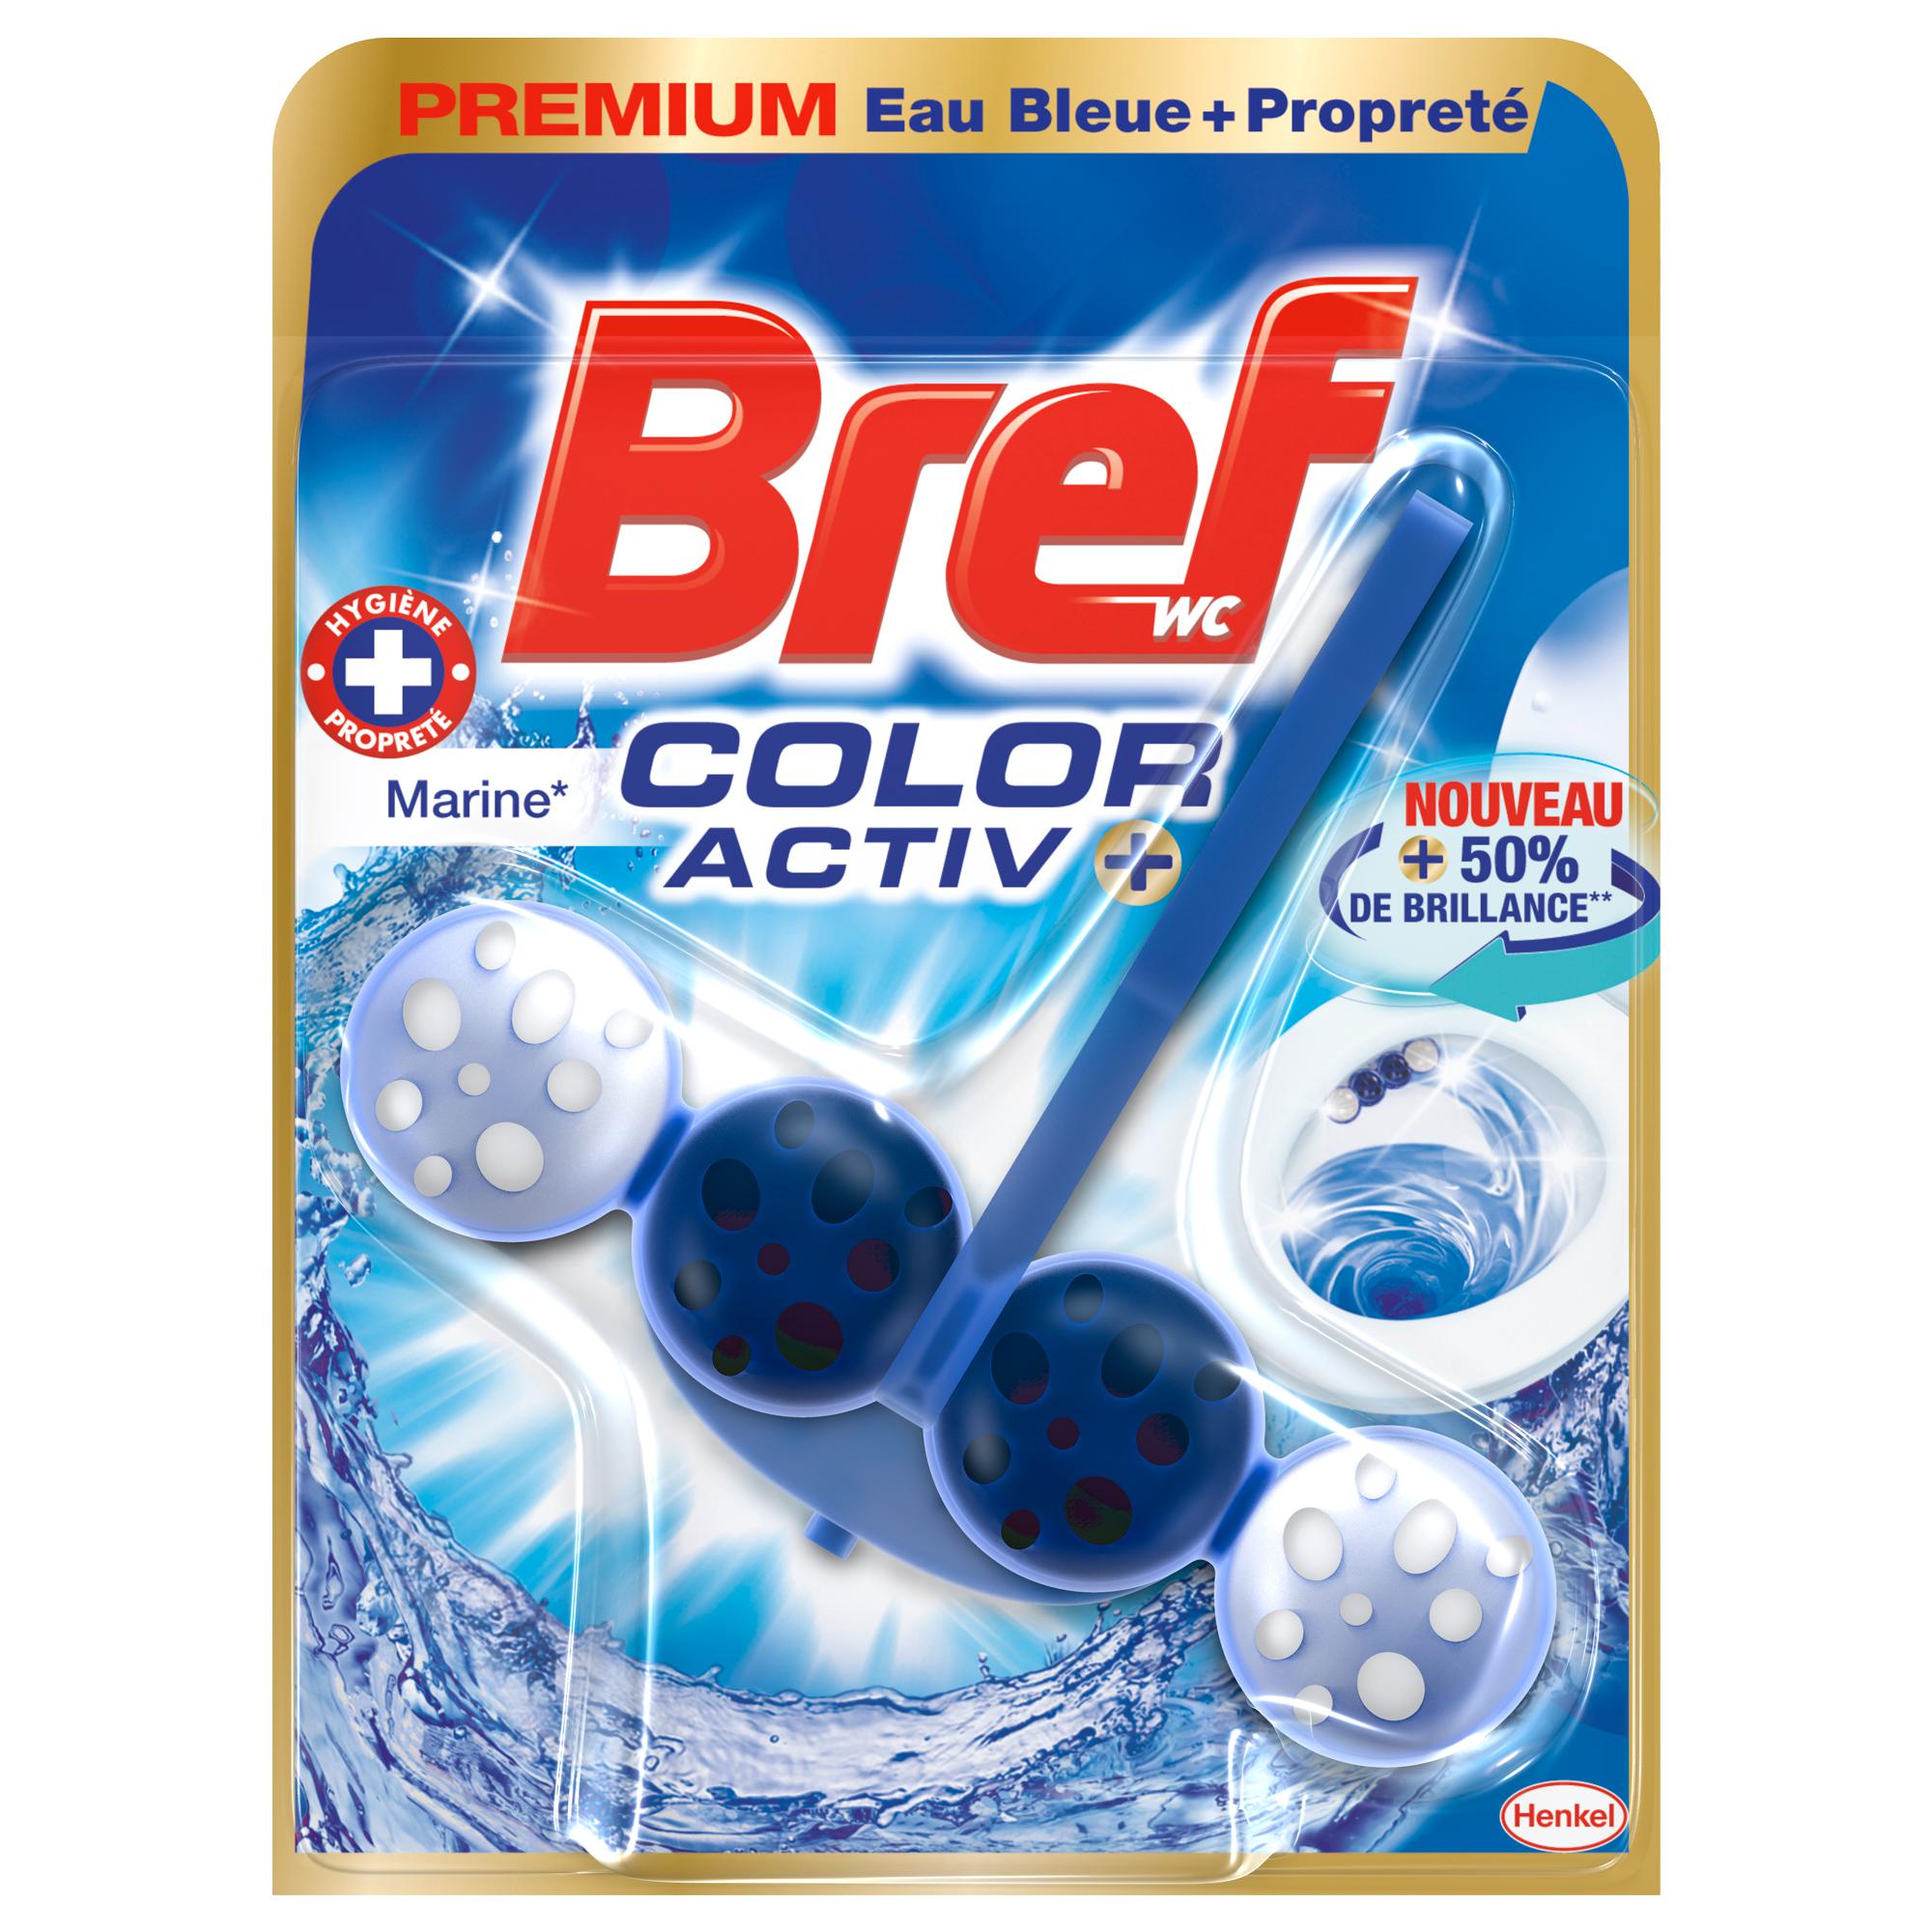 PREMIUM Eau Bleue + Propreté
Bref
WC
HYGIÈNE
PROPRETÉ
Marine*
COLOR
ACTIV +
NOUVEAU
+ 50%
DE BRILLANCE**
Henkel